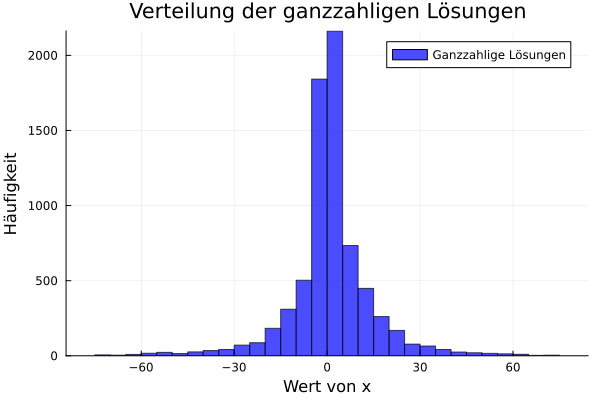 Verteilung der ganzzahligen Lösungen
Ganzzahlige Lösungen
Häufigkeit
2000
1500
1000
500
0
−60
−30
0
30
60
Wert von x